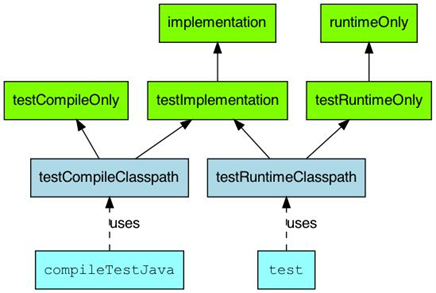 implementation
runtimeOnly
testCompileOnly
testImplementation
testRuntimeOnly
testCompileClasspath
testRuntimeClasspath
uses
uses
compileTestJava
test